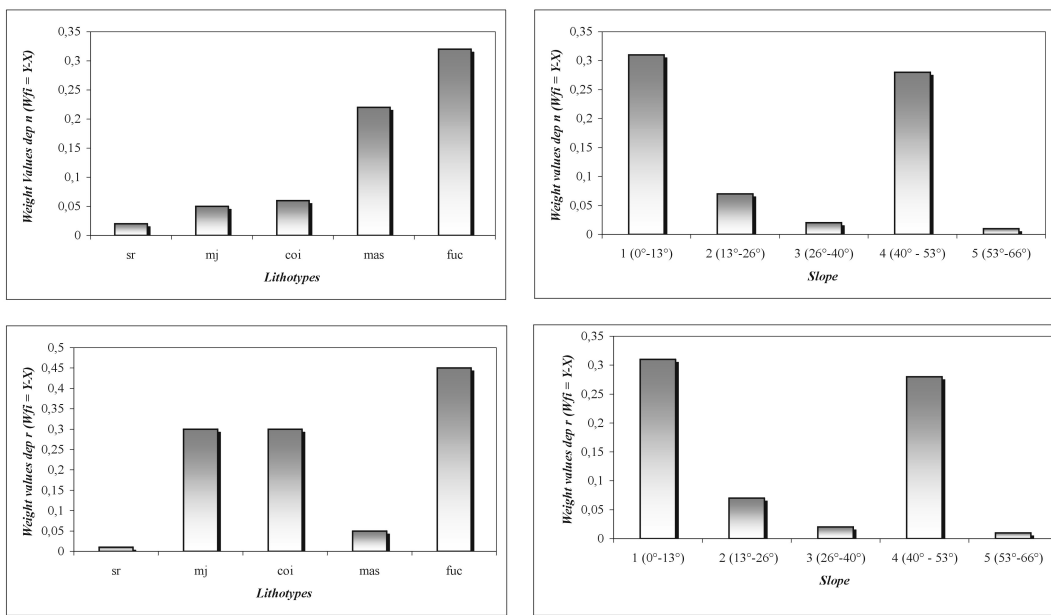 Weight Values dep n (Wfi = Y-X)
0,35
0,3
0,25
0,2
0,15
0,1
0,05
0
sr mj coi mas fuc
Lithotypes
Weight values dep n (Wfi = Y-X)
0,35
0,3
0,25
0,2
0,15
0,1
0,05
0
1 (0°-13°) 2 (13°-26°) 3 (26°-40°) 4 (40° - 53°) 5 (53°-66°)
Slope
Weight values dep r (Wfi = Y-X)
0,5
0,45
0,4
0,35
0,3
0,25
0,2
0,15
0,1
0,05
0
sr mj coi mas fuc
Lithotypes
Weight values dep r (Wfi = Y-X)
0,35
0,3
0,25
0,2
0,15
0,1
0,05
0
1 (0°-13°) 2 (13°-26°) 3 (26°-40°) 4 (40° - 53°) 5 (53°-66°)
Slope